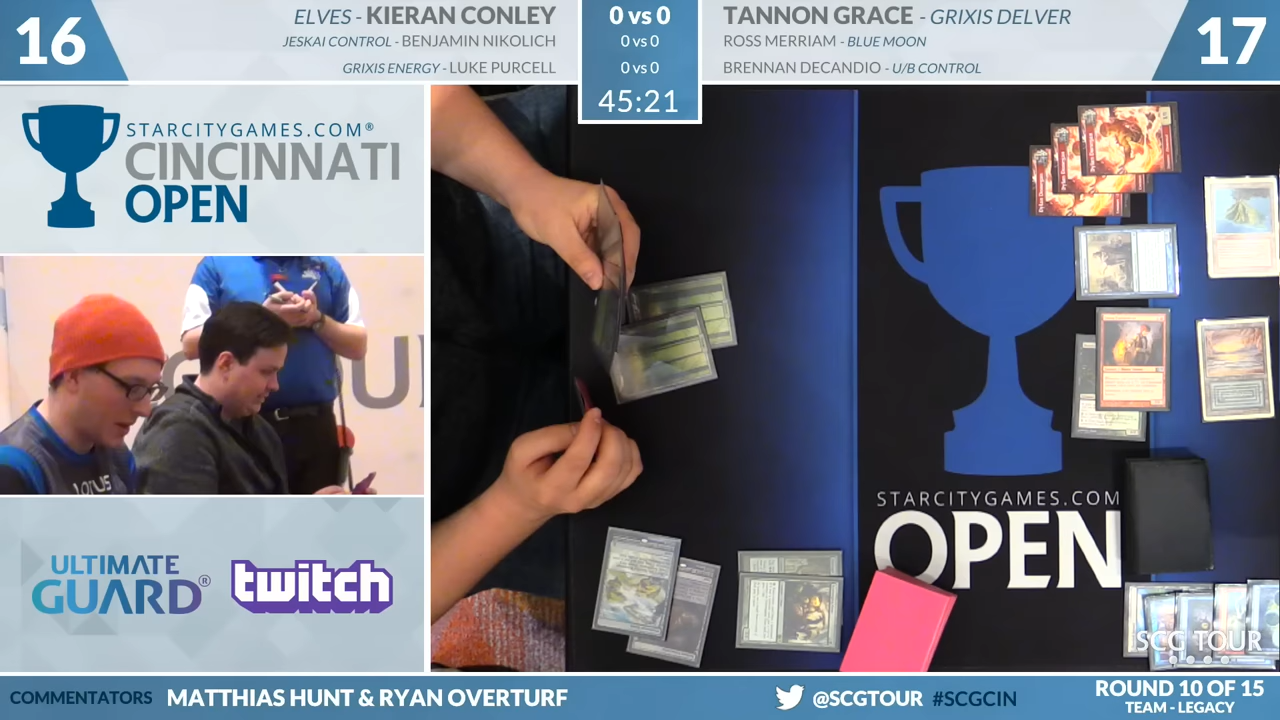 16
ELVES - KIERAN CONLEY
JESKAI CONTROL - BENJAMIN NIKOLICH
GRIXIS ENERGY - LUKE PURCELL
0 vs 0
0 vs 0
0 vs 0
45:21
TANNON GRACE - GRIXIS DELVER
ROSS MERRIAM - BLUE MOON
BRENNAN DECANDIO - U/B CONTROL
17
STARCITYGAMES.COM®
CINCINNATI
OPEN
ULTIMATE
GUARD®
twitch
STARCITYGAMES.COM
OPEN
SCG TOUR
COMMENTATORS MATTHIAS HUNT & RYAN OVERTURF
@SCGTOUR #SCGCIN
ROUND 10 OF 15
TEAM - LEGACY